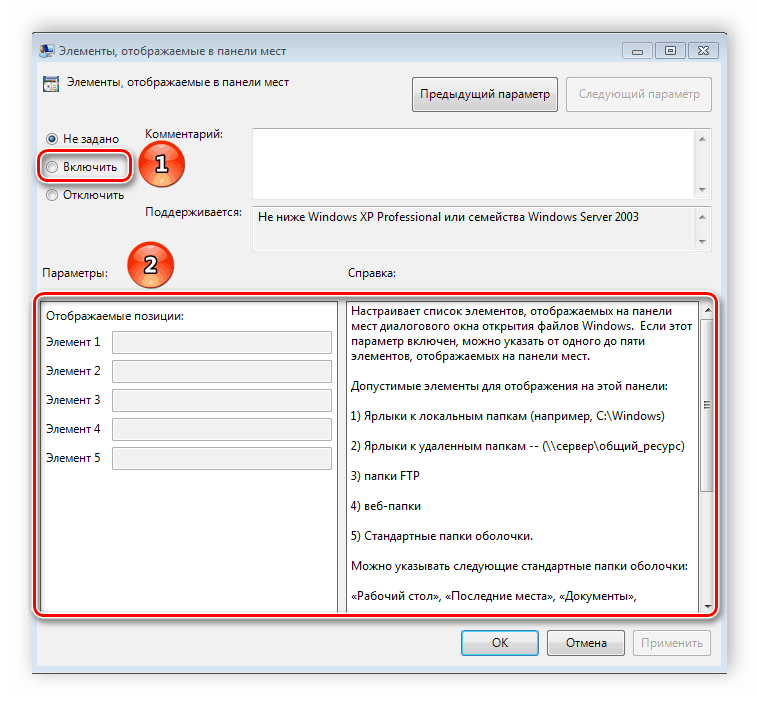 Элементы, отображаемые в панели мест
Элементы, отображаемые в панели мест
Предыдущий параметр
Следующий параметр
Не задано
Комментарий:
Включить
1
Отключить
Поддерживается:
Не ниже Windows XP Professional или семейства Windows Server 2003
2
Параметры:
Справка:
Отображаемые позиции:
Элемент 1
Элемент 2
Элемент 3
Элемент 4
Элемент 5
Настраивает список элементов, отображаемых на панели
мест диалогового окна открытия файлов Windows. Если этот
параметр включен, можно указать от одного до пяти
элементов, отображаемых на панели мест.
Допустимые элементы для отображения на этой панели:
1) Ярлыки к локальным папкам (например, C:\Windows)
2) Ярлыки к удаленным папкам -- (\\сервер\общий_ресурс)
3) папки FTP
4) веб-папки
5) Стандартные папки оболочки.
Можно указывать следующие стандартные папки оболочки:
«Рабочий стол», «Последние места», «Документы»,
ОК
Отмена
Применить